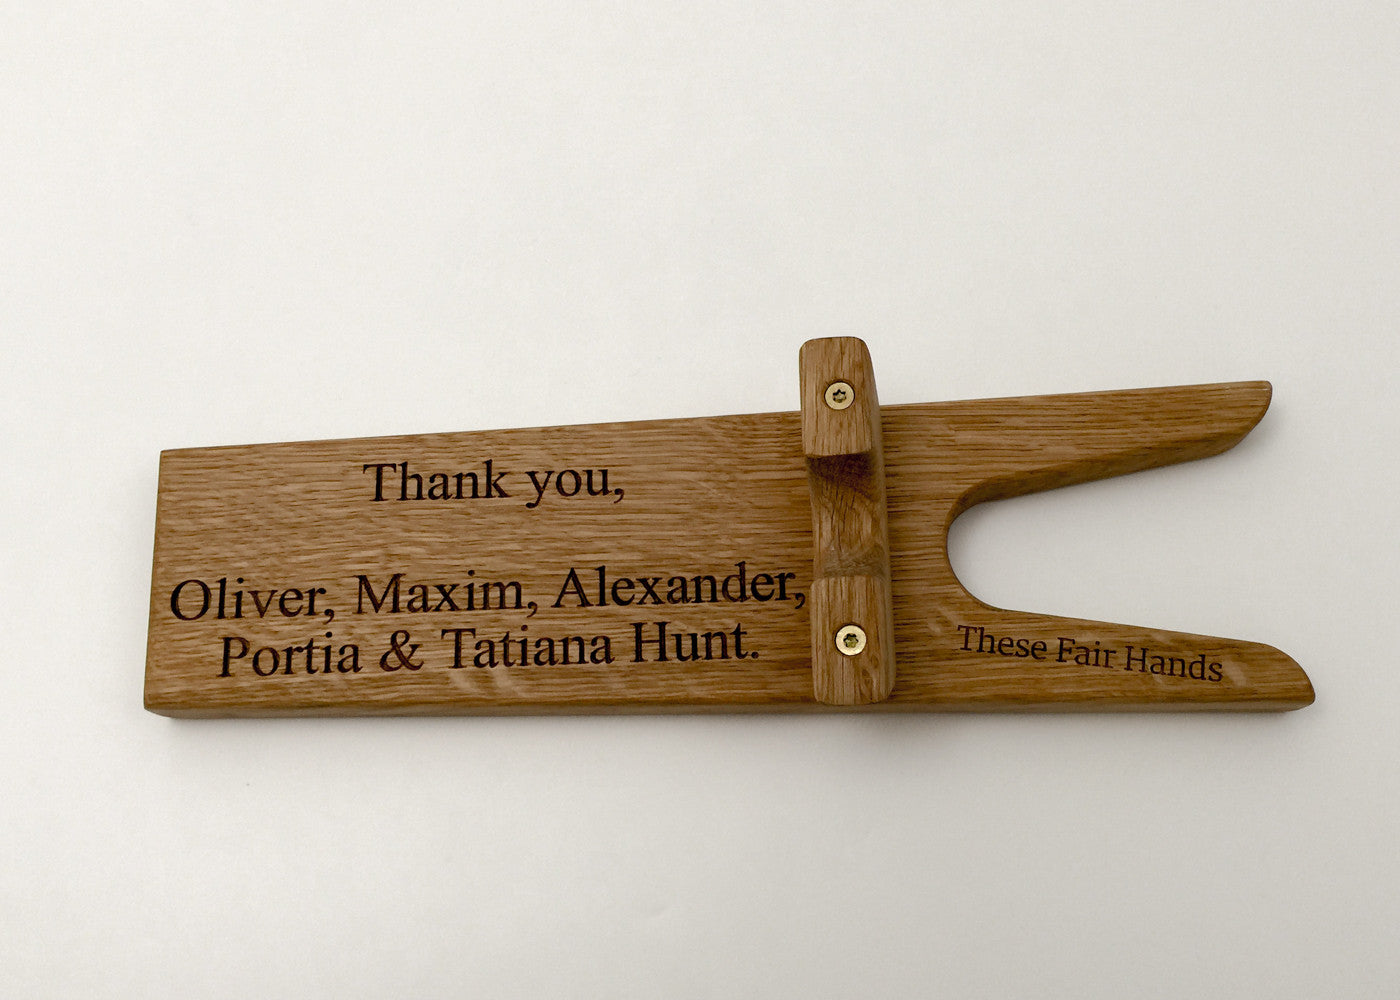 Thank you,
Oliver, Maxim, Alexander,
Portia & Tatiana Hunt.
These Fair Hands